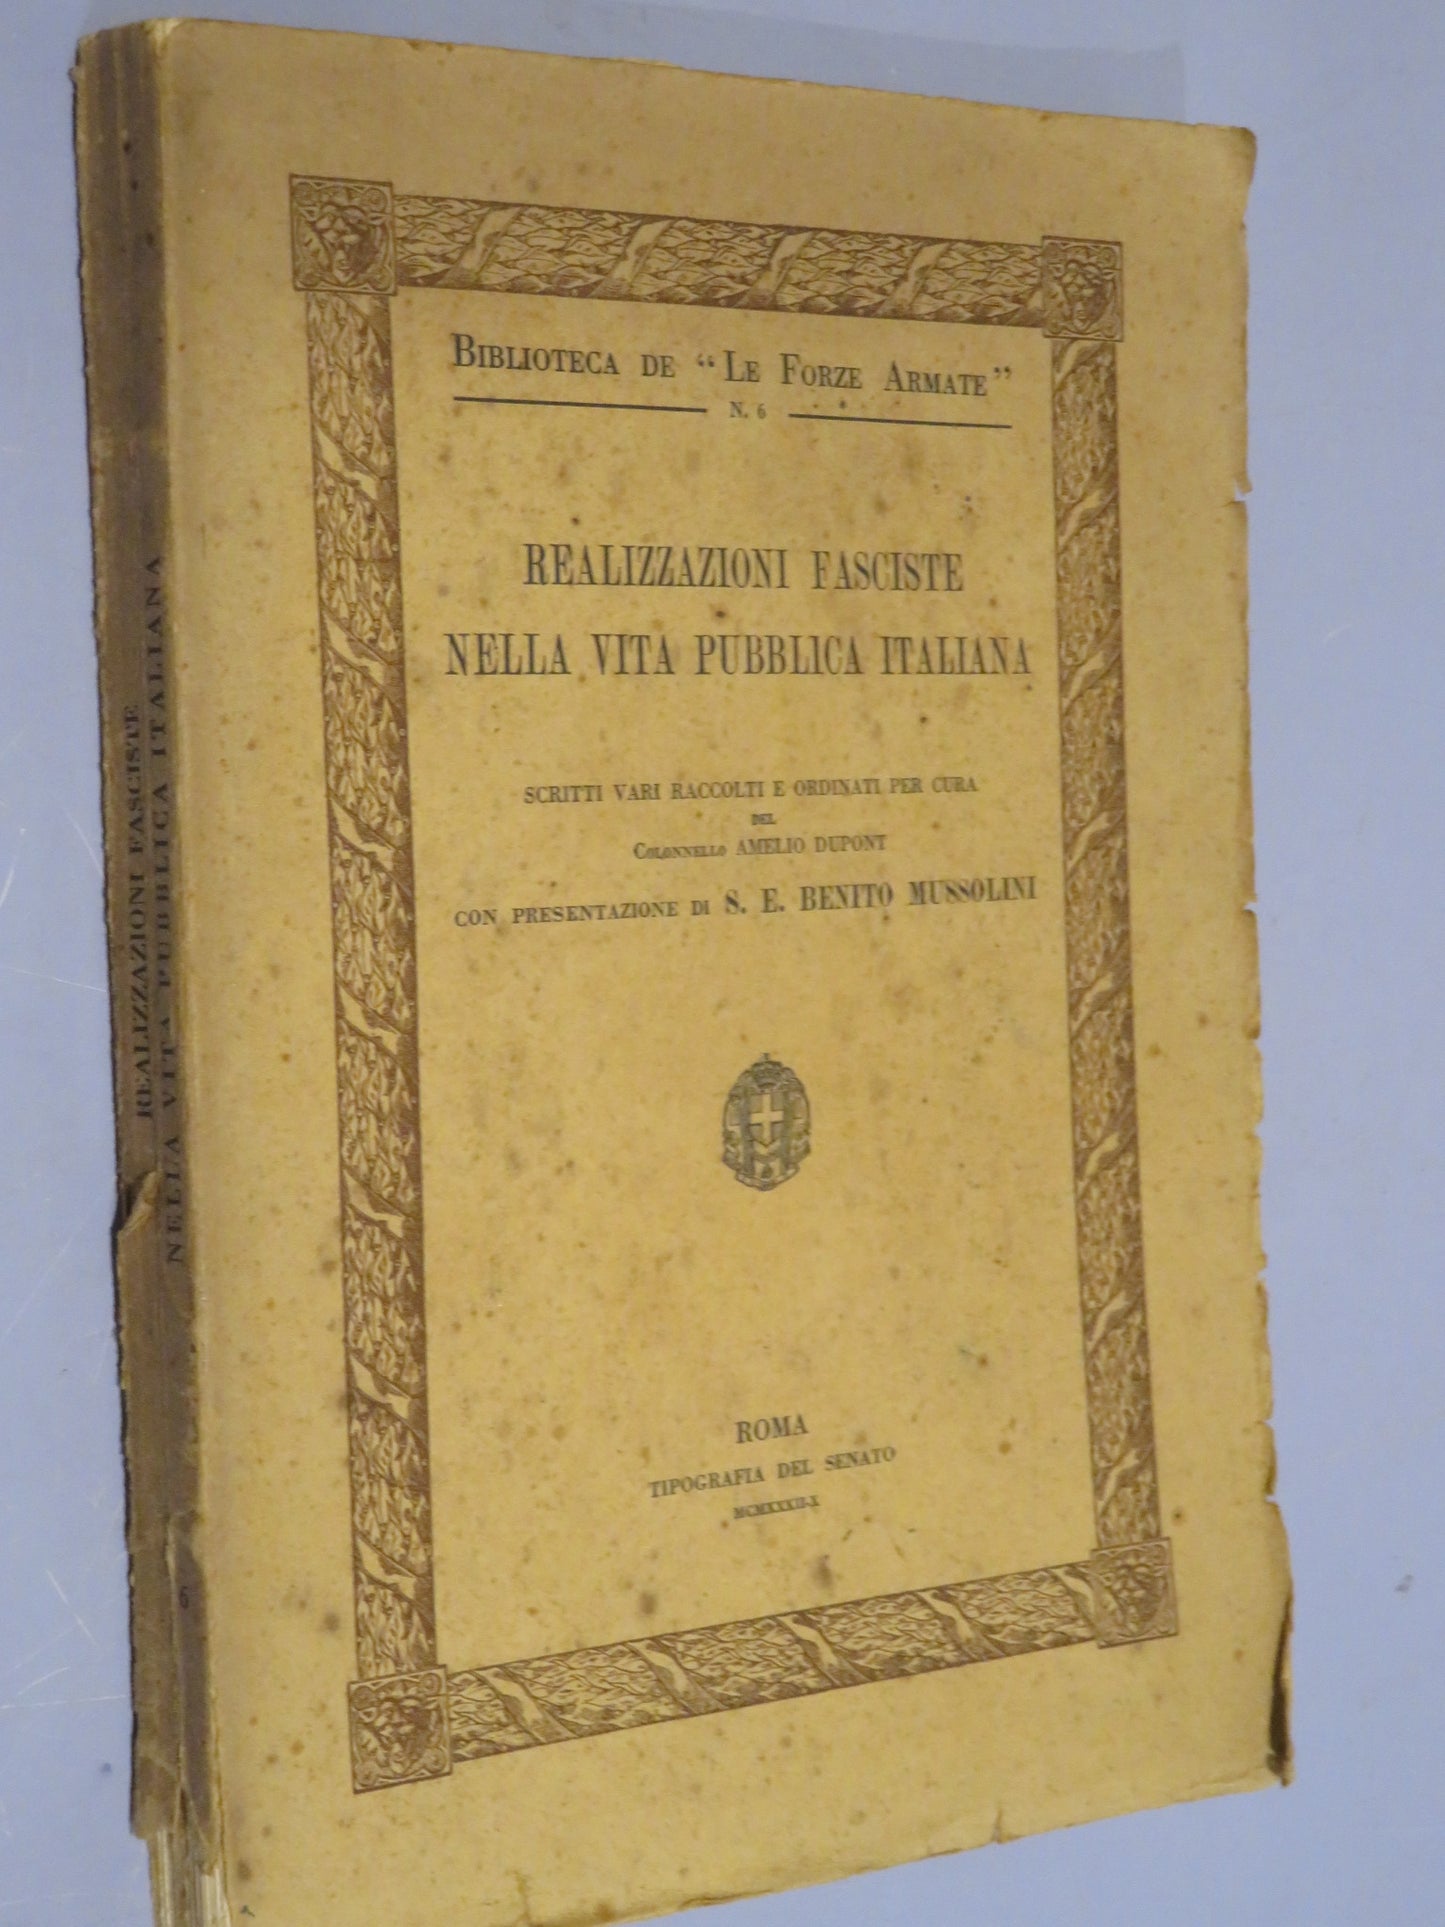 BIBLIOTECA DE “LE FORZE ARMATE”
N. 6
REALIZZAZIONI FASCISTE
NELLA VITA PUBBLICA ITALIANA
SCRITTI VARI RACCOLTI E ORDINATI PER CURA
DEL
COLONNELLO AMELIO DUPONT
CON PRESENTAZIONE DI S. E. BENITO MUSSOLINI
ROMA
TIPOGRAFIA DEL SENATO
MCMXXXII-X
REALIZZAZIONI FASCISTE
NELLA VITA PUBBLICA ITALIANA
6